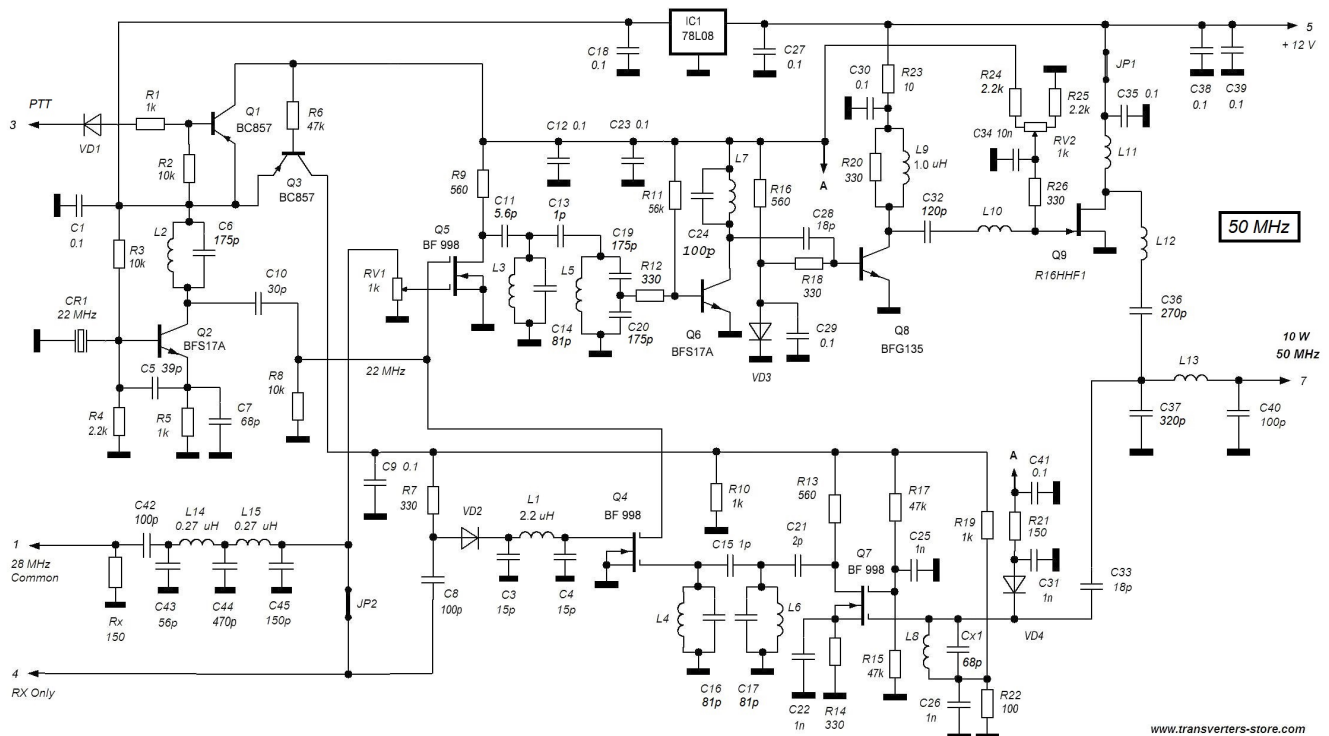 IC1
78L08
C18
0.1
C27
0.1
5
+ 12 V
PTT
3
VD1
R1
1k
Q1
BC857
R6
47k
R2
10k
Q3
BC857
C1
0.1
R3
10k
L2
C6
175p
CR1
22 MHz
Q2
BFS17A
C10
30p
C5 39p
R4
2.2k
R5
1k
C7
68p
R8
10k
22 MHz
RV1
1k
R9
560
Q5
BF 998
C12 0.1
C23 0.1
C11
5.6p
C13
1p
L3
L5
C14
81p
C19
175p
C20
175p
R12
330
R11
56k
L7
C24
100p
Q6
BFS17A
R16
560
C28
18p
R18
330
VD3
C29
0.1
A
C30
0.1
R23
10
R20
330
L9
1.0 uH
Q8
BFG135
C32
120p
L10
R24
2.2k
R25
2.2k
RV2
1k
C34 10n
R26
330
Q9
R16HHF1
JP1
C35 0.1
L11
C38
0.1
C39
0.1
50 MHz
L12
C36
270p
10 W
50 MHz
7
L13
C37
320p
C40
100p
1
28 MHz
Common
C42
100p
L14
0.27 uH
L15
0.27 uH
Rx
150
C43
56p
C44
470p
C45
150p
JP2
4
RX Only
C9 0.1
R7
330
VD2
C8
100p
L1
2.2 uH
C3
15p
C4
15p
Q4
BF 998
R10
1k
C15 1p
L4
L6
C16
81p
C17
81p
C21
2p
R13
560
R17
47k
Q7
BF 998
C25
1n
C22
1n
R14
330
R15
47k
L8
Cx1
68p
C26
1n
R22
100
R19
1k
A
C41
0.1
R21
150
C31
1n
VD4
C33
18p
www.transverters-store.com